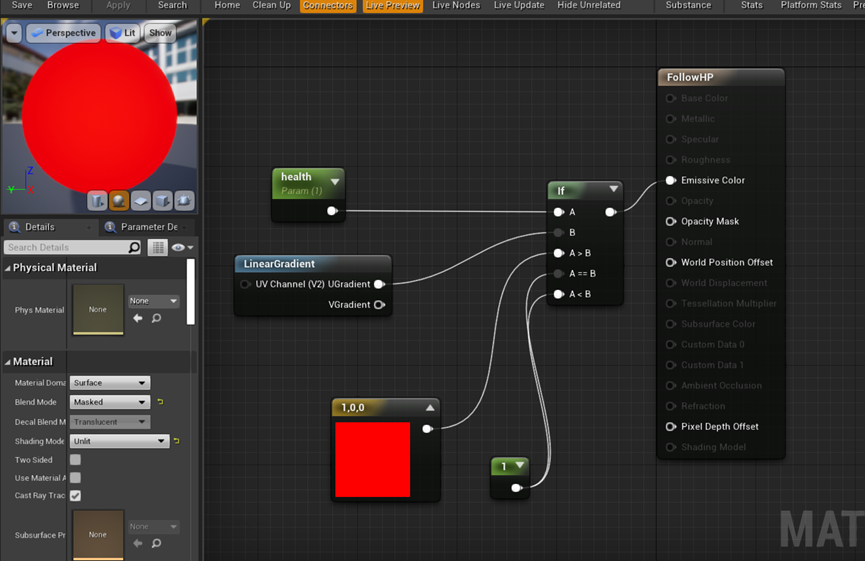 Save Browse Apply Search Home Clean Up Connectors Live Preview Live Nodes Live Update Hide Unrelated Substance Stats Platform Stats
Perspective Lit Show
Z
Y X
Details Parameter De
Search Details
Physical Material
Phys Material None None
Material
Material Doma Surface
Blend Mode Masked
Decal Blend M Translucent
Shading Mode Unlit
Two Sided
Use Material A
Cast Ray Trac
Subsurface Pr None None
health
Param (1)
LinearGradient
UV Channel (V2) UGradient
VGradient
1,0,0
1
If
A
B
A > B
A == B
A < B
FollowHP
Base Color
Metallic
Specular
Roughness
Emissive Color
Opacity
Opacity Mask
Normal
World Position Offset
World Displacement
Tessellation Multiplier
Subsurface Color
Custom Data 0
Custom Data 1
Ambient Occlusion
Refraction
Pixel Depth Offset
Shading Model
MAT